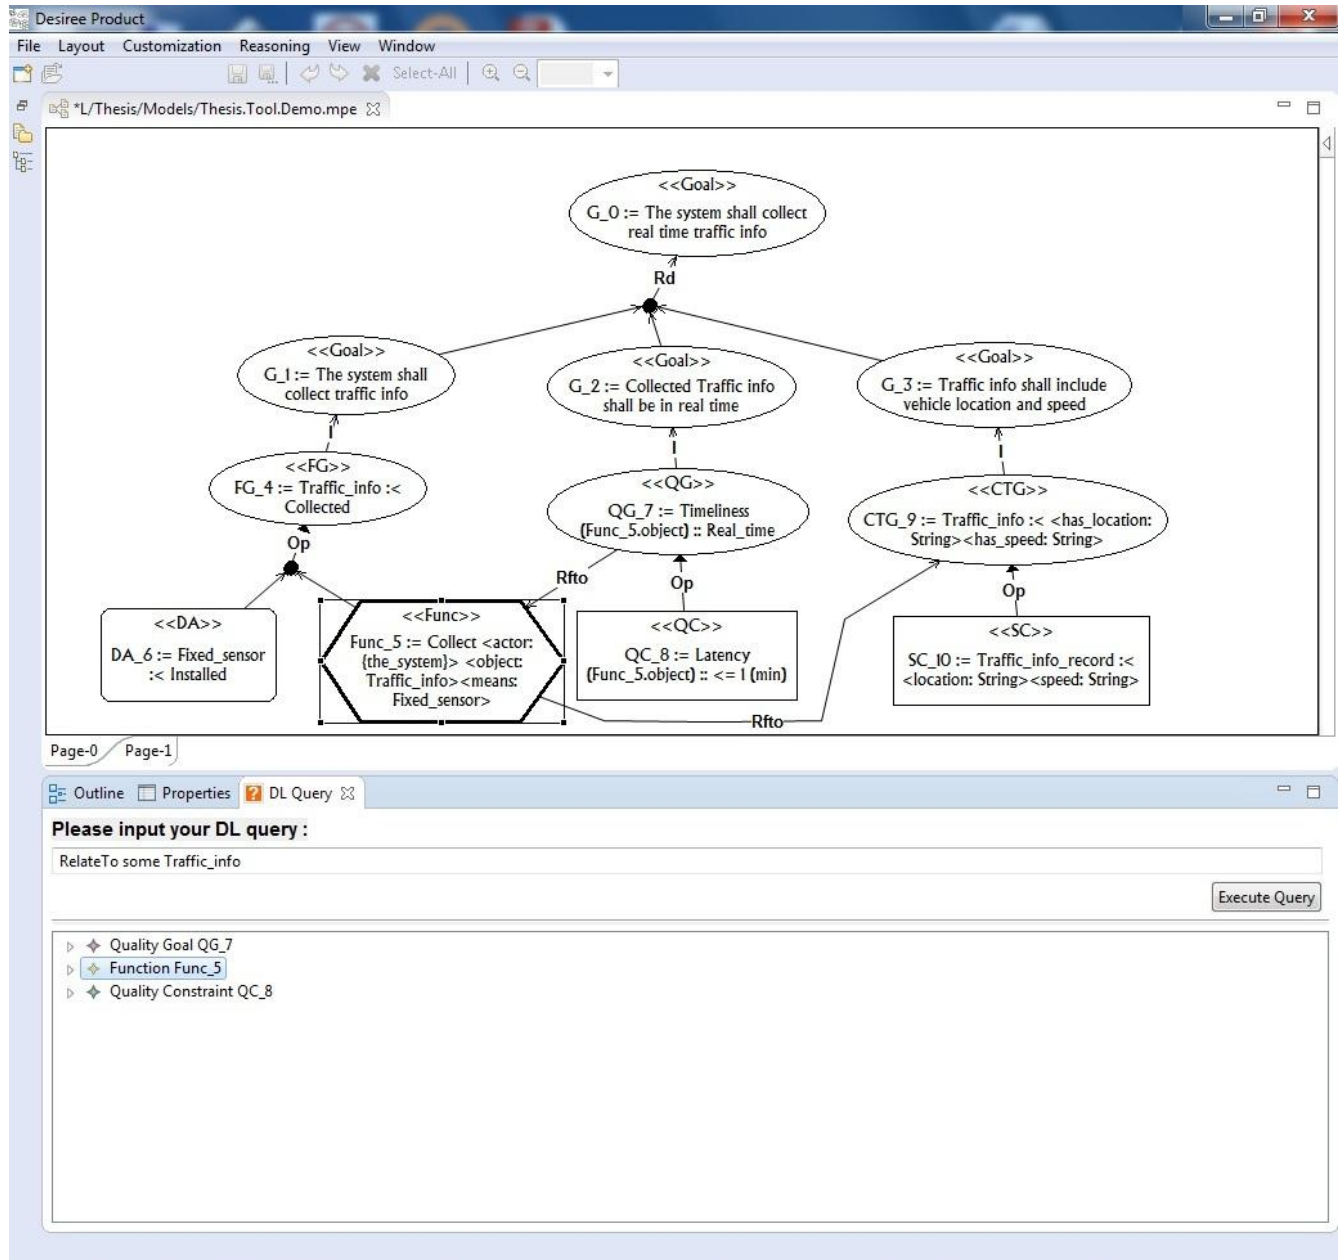 Desiree Product
File Layout Customization Reasoning View Window
Select-All
*L/Thesis/Models/Thesis.Tool.Demo.mpe
<<Goal>>
G_0 := The system shall collect
real time traffic info
Rd
<<Goal>>
G_1 := The system shall
collect traffic info
<<Goal>>
G_2 := Collected Traffic info
shall be in real time
<<Goal>>
G_3 := Traffic info shall include
vehicle location and speed
I
I
I
<<FG>>
FG_4 := Traffic_info :<
Collected
<<QG>>
QG_7 := Timeliness
(Func_5.object) :: Real_time
<<CTG>>
CTG_9 := Traffic_info :< <has_location:
String><has_speed: String>
Op
Rfto
Op
Op
<<DA>>
DA_6 := Fixed_sensor
:< Installed
<<Func>>
Func_5 := Collect <actor:
{the_system}> <object:
Traffic_info><means:
Fixed_sensor>
<<QC>>
QC_8 := Latency
(Func_5.object) :: <= 1 (min)
<<SC>>
SC_10 := Traffic_info_record :<
<location: String><speed: String>
Rfto
Page-0 Page-1
Outline Properties DL Query
Please input your DL query :
RelateTo some Traffic_info
Execute Query
Quality Goal QG_7
Function Func_5
Quality Constraint QC_8